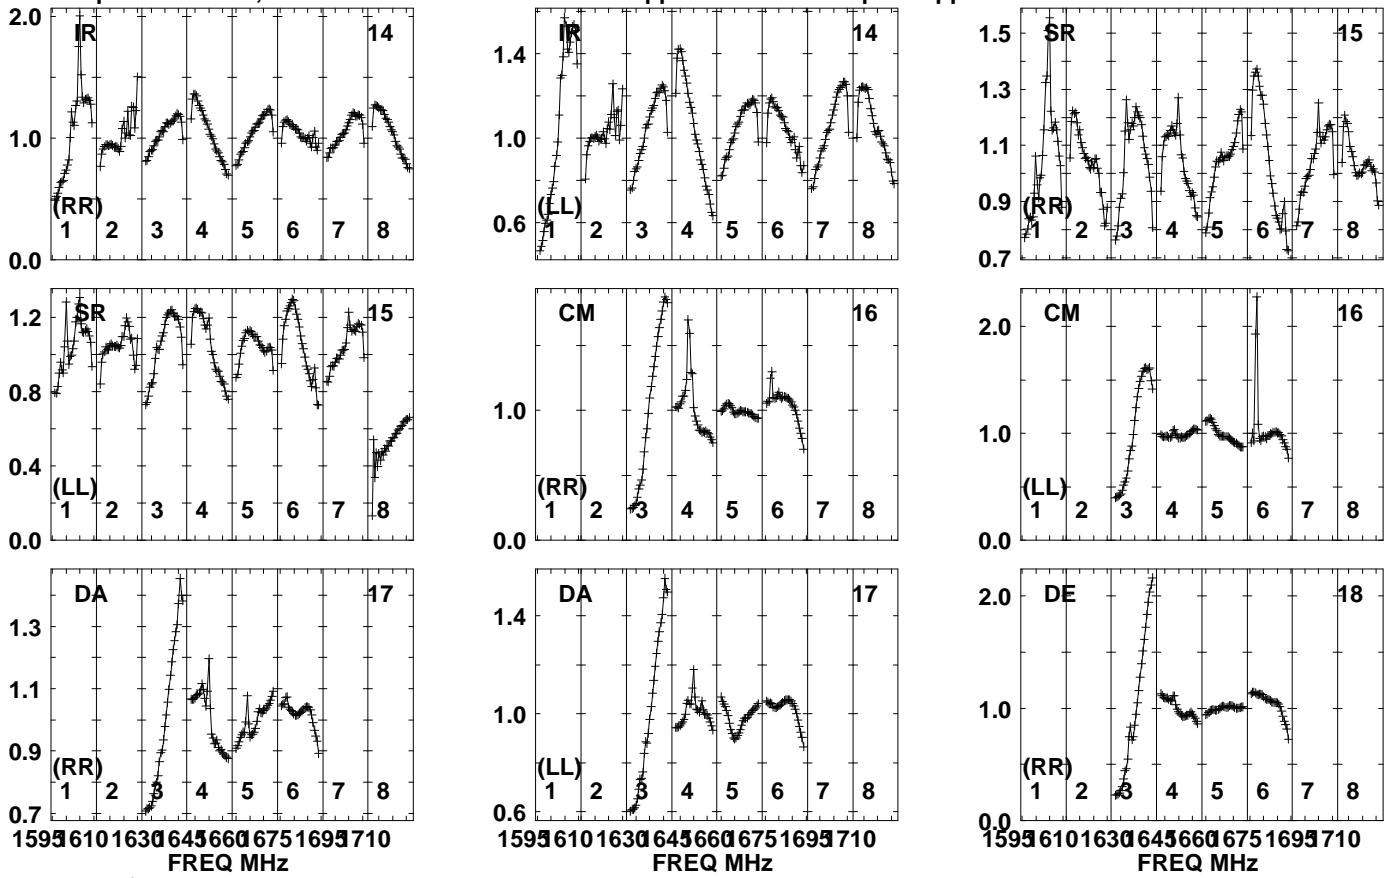 2.0 IR 14
1.0
(RR)
0.0 1 2 3 4 5 6 7 8
IR 14
1.4
1.0
0.6 (LL)
1 2 3 4 5 6 7 8
1.5 SR 15
1.3
1.1
0.9 (RR)
0.7 1 2 3 4 5 6 7 8
1.2 SR 15
0.8
0.4 (LL)
0.0 1 2 3 4 5 6 7 8
CM 16
1.0
(RR)
0.0 1 2 3 4 5 6 7 8
CM 16
2.0
1.0
(LL)
0.0 1 2 3 4 5 6 7 8
DA 17
1.3
1.1
0.9
(RR)
0.7 1 2 3 4 5 6 7 8
1595 1610 1630 1645 1660 1675 1695 1710
FREQ MHz
DA 17
1.4
1.0
(LL)
0.6 1 2 3 4 5 6 7 8
1595 1610 1630 1645 1660 1675 1695 1710
FREQ MHz
DE 18
2.0
1.0
(RR)
0.0 1 2 3 4 5 6 7 8
1595 1610 1630 1645 1660 1675 1695 1710
FREQ MHz